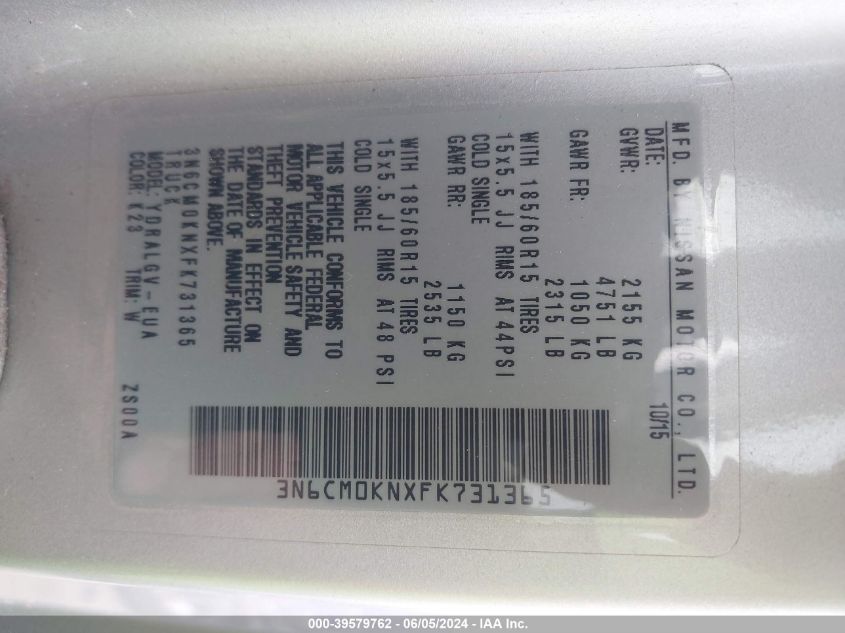 MFD. BY NISSAN MOTOR CO., LTD.
DATE: 10/15
GVWR: 2155 KG
4751 LB
GAWR FR: 1050 KG
2315 LB
WITH 185/60R15 TIRES
15x5.5 JJ RIMS AT 44PSI
COLD SINGLE
GAWR RR: 1150 KG
2535 LB
WITH 185/60R15 TIRES
15x5.5 JJ RIMS AT 48 PSI
COLD SINGLE
THIS VEHICLE CONFORMS TO
ALL APPLICABLE FEDERAL
MOTOR VEHICLE SAFETY AND
THEFT PREVENTION
STANDARDS IN EFFECT ON
THE DATE OF MANUFACTURE
SHOWN ABOVE.
3N6CM0KNXFK731365
TRUCK
MODEL: YDRALGV-EUA
COLOR: K23 TRIM: W ZS00A
3N6CM0KNXFK731365
000-39579762 - 06/05/2024 - IAA Inc.